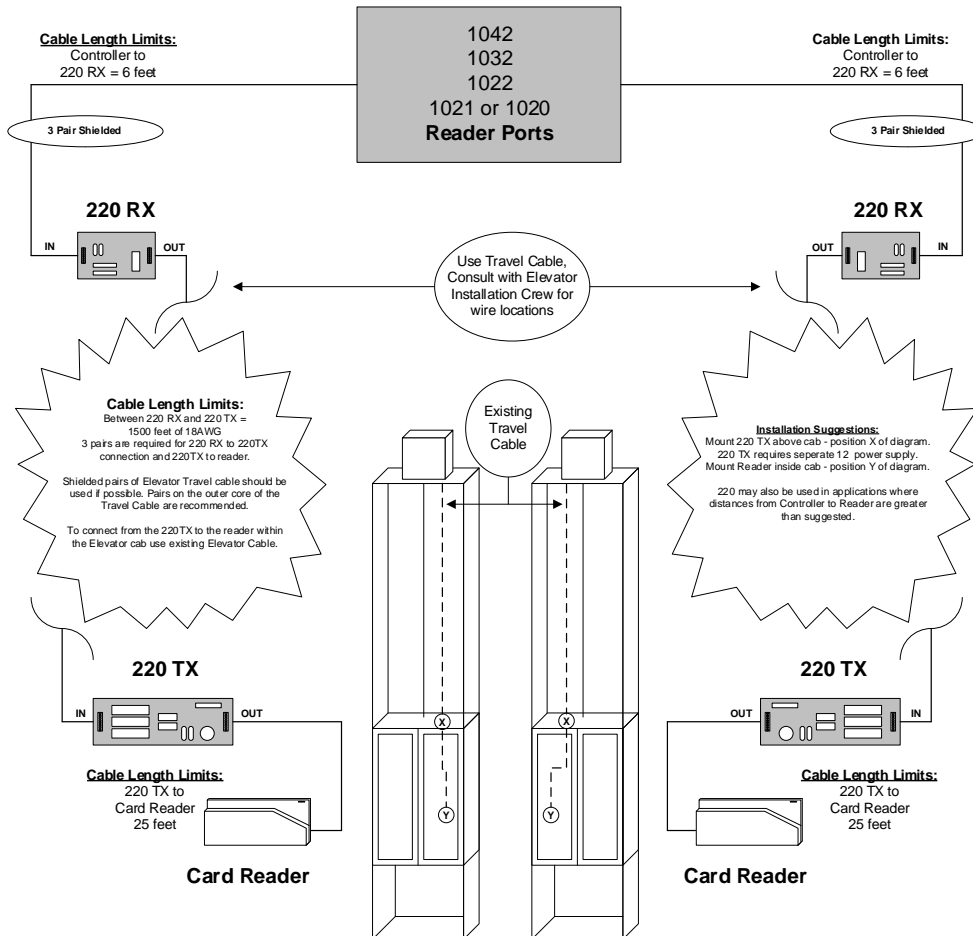 Cable Length Limits:
Controller to
220 RX = 6 feet
1042
1032
1022
1021 or 1020
Reader Ports
Cable Length Limits:
Controller to
220 RX = 6 feet
3 Pair Shielded
3 Pair Shielded
220 RX
220 RX
IN
OUT
OUT
IN
Use Travel Cable,
Consult with Elevator
Installation Crew for
wire locations
Cable Length Limits:
Between 220 RX and 220 TX =
1500 feet of 18AWG
3 pairs are required for 220 RX to 220TX
connection and 220TX to reader.
Shielded pairs of Elevator Travel cable should be
used if possible. Pairs on the outer core of the
Travel Cable are recommended.
To connect from the 220TX to the reader within
the Elevator cab use existing Elevator Cable.
Existing
Travel
Cable
Installation Suggestions:
Mount 220 TX above cab - position X of diagram.
220 TX requires seperate 12 power supply.
Mount Reader inside cab - position Y of diagram.
220 may also be used in applications where
distances from Controller to Reader are greater
than suggested.
220 TX
220 TX
IN
OUT
X
X
OUT
IN
Cable Length Limits:
220 TX to
Card Reader
25 feet
Y
Y
Cable Length Limits:
220 TX to
Card Reader
25 feet
Card Reader
Card Reader